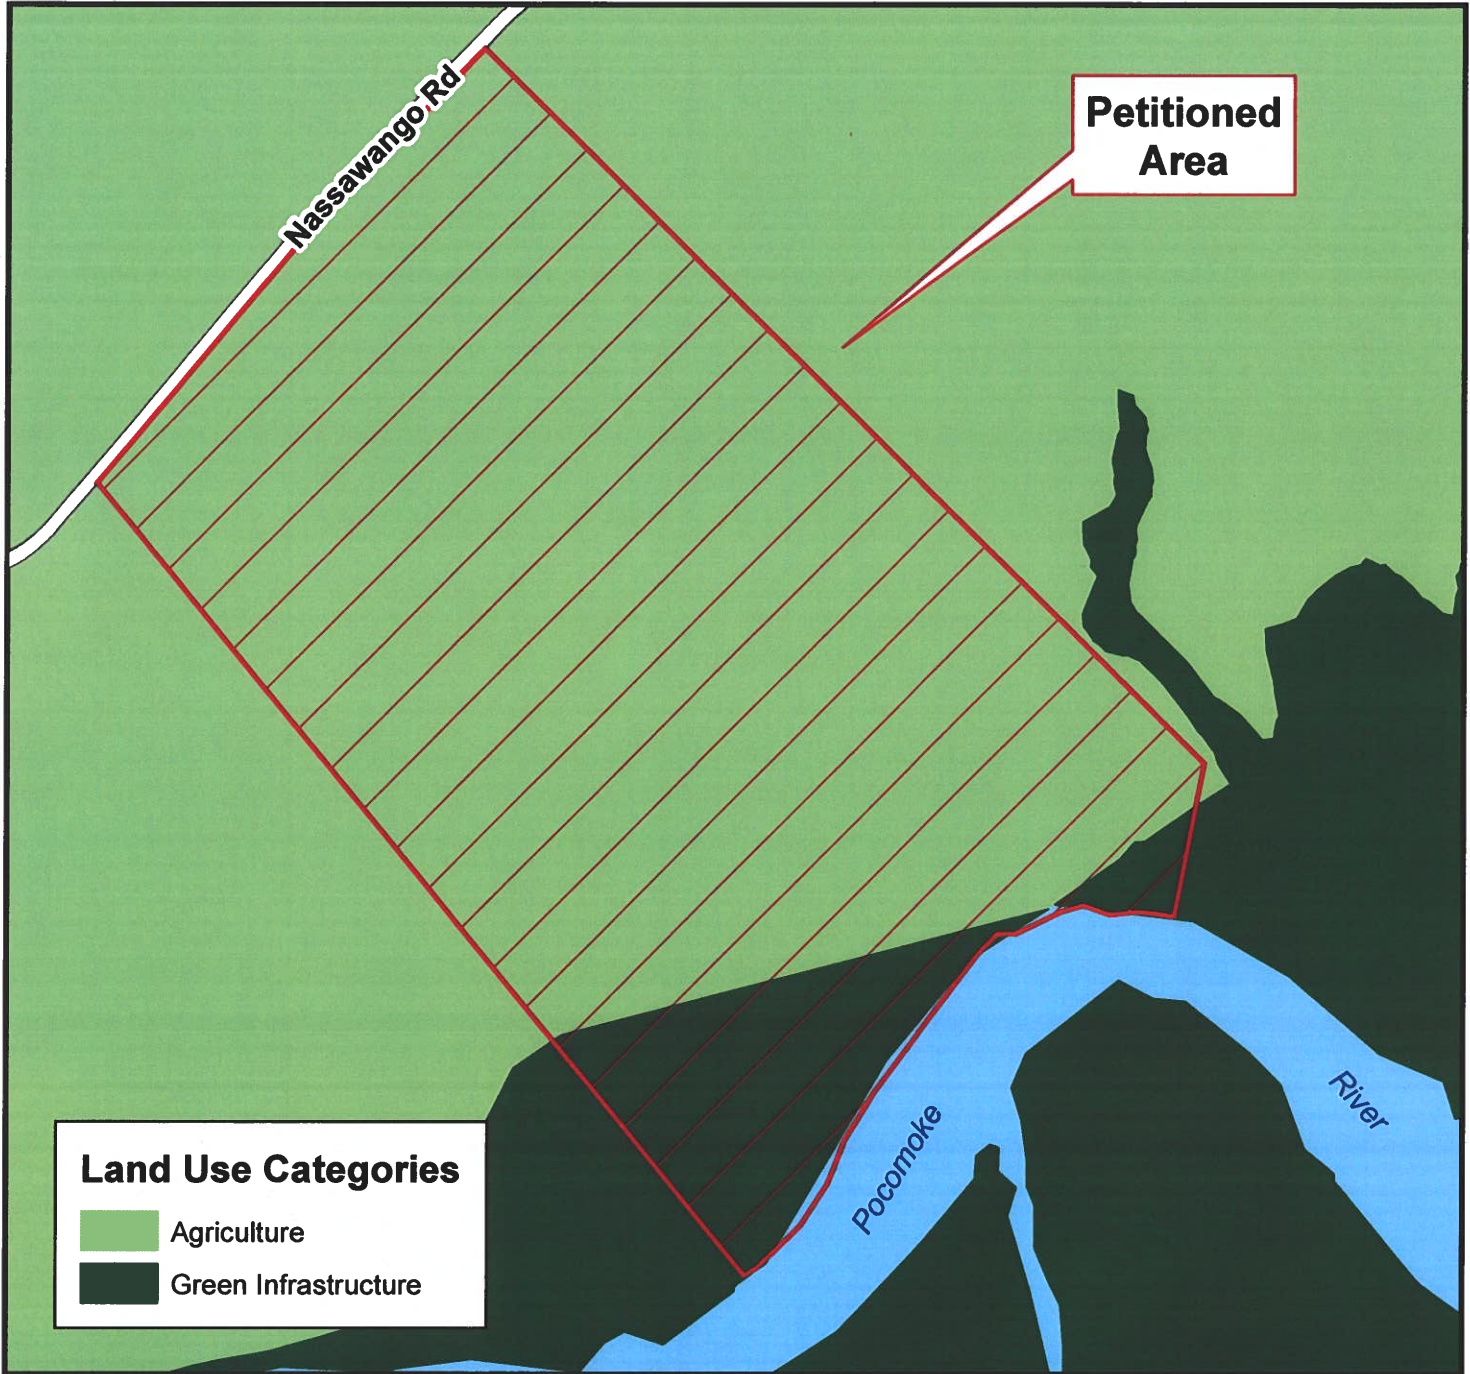 Nassawango Rd
Petitioned
Area
Pocomoke
River
Land Use Categories
Agriculture
Green Infrastructure